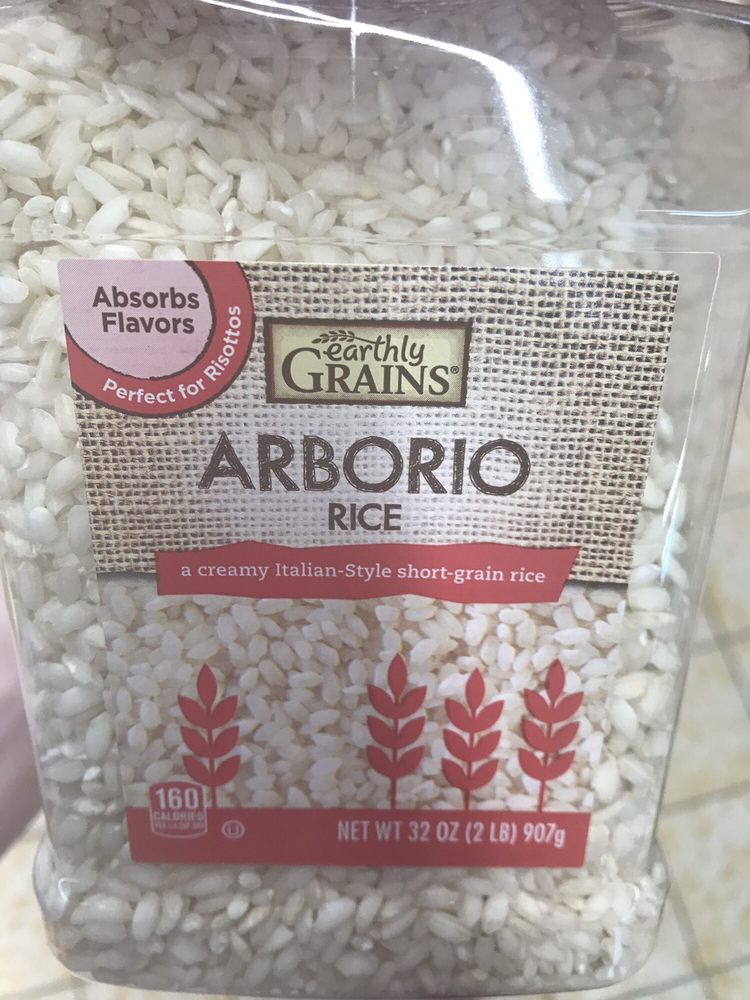 Absorbs
Flavors
Perfect for Risottos
earthly
GRAINS®
ARBORIO
RICE
a creamy Italian-Style short-grain rice
160
CALORIES
U
NET WT 32 OZ (2 LB) 907g